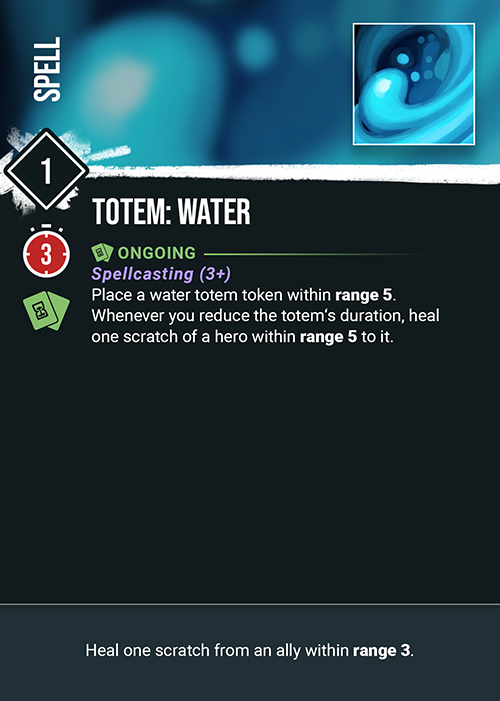 SPELL
1
TOTEM: WATER
3
ONGOING
Spellcasting (3+)
Place a water totem token within range 5.
Whenever you reduce the totem‘s duration, heal
one scratch of a hero within range 5 to it.
Heal one scratch from an ally within range 3.